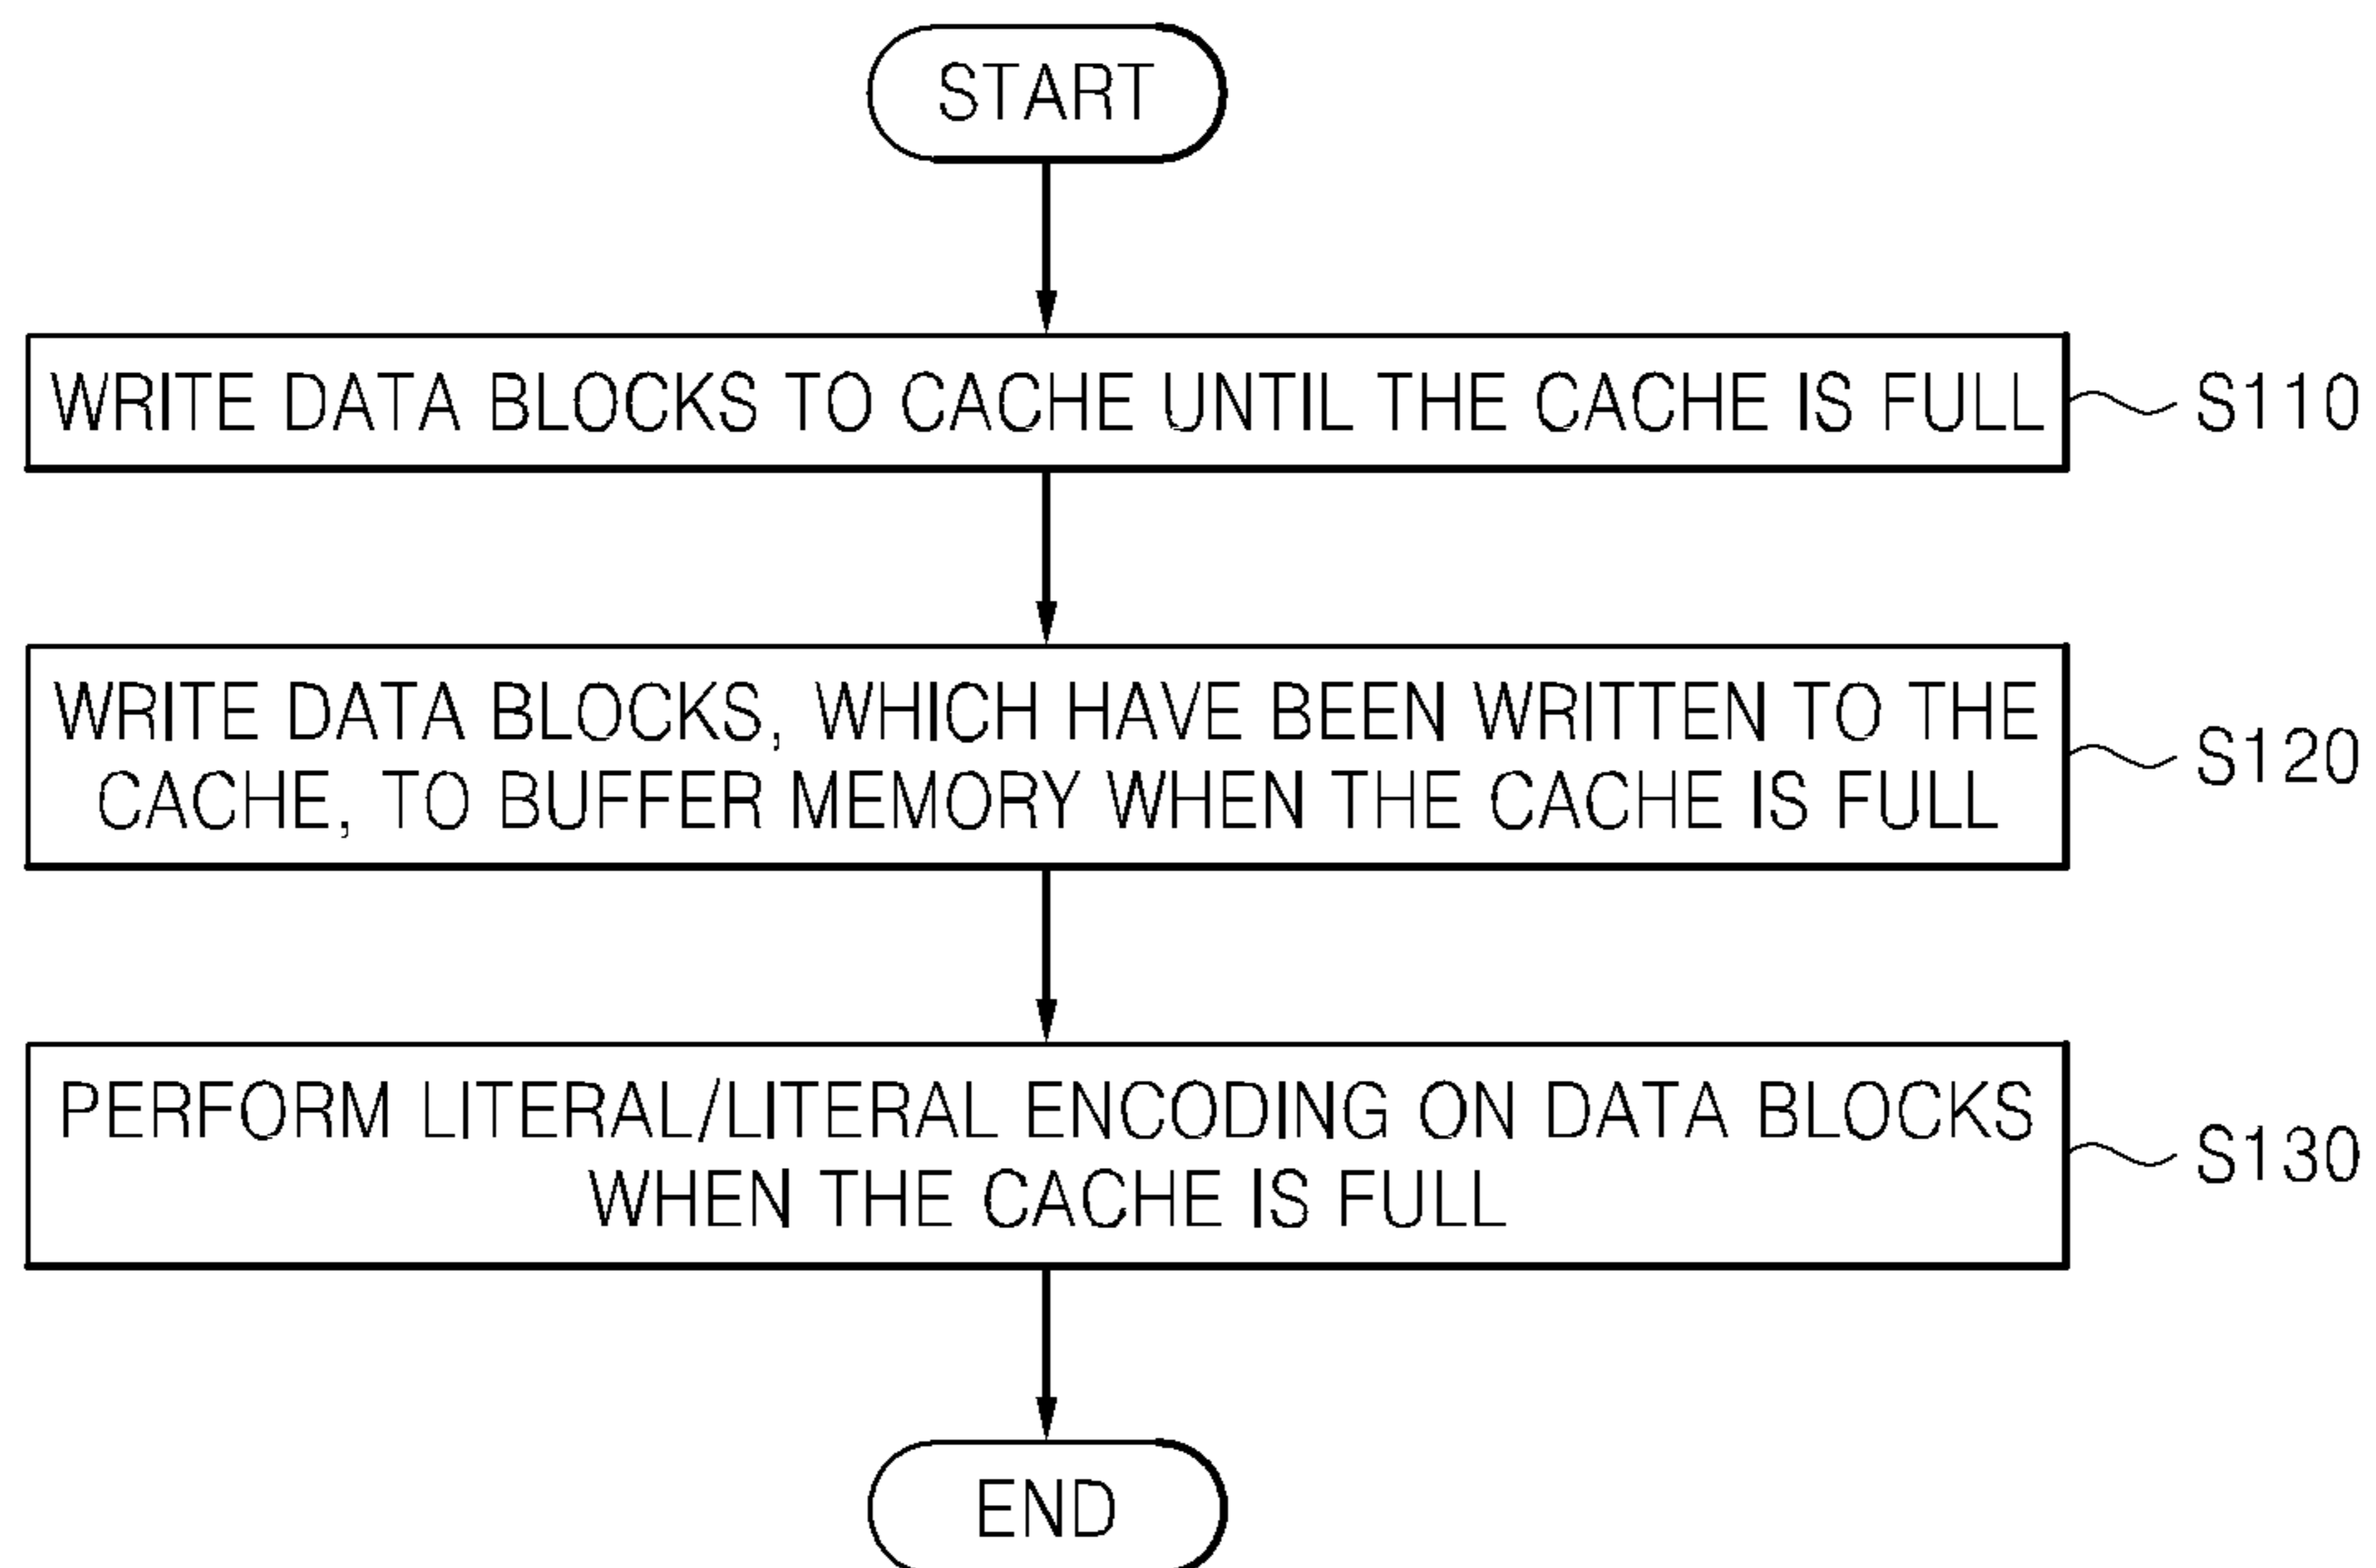 START
WRITE DATA BLOCKS TO CACHE UNTIL THE CACHE IS FULL
S110
WRITE DATA BLOCKS, WHICH HAVE BEEN WRITTEN TO THE
CACHE, TO BUFFER MEMORY WHEN THE CACHE IS FULL
S120
PERFORM LITERAL/LITERAL ENCODING ON DATA BLOCKS
WHEN THE CACHE IS FULL
S130
END